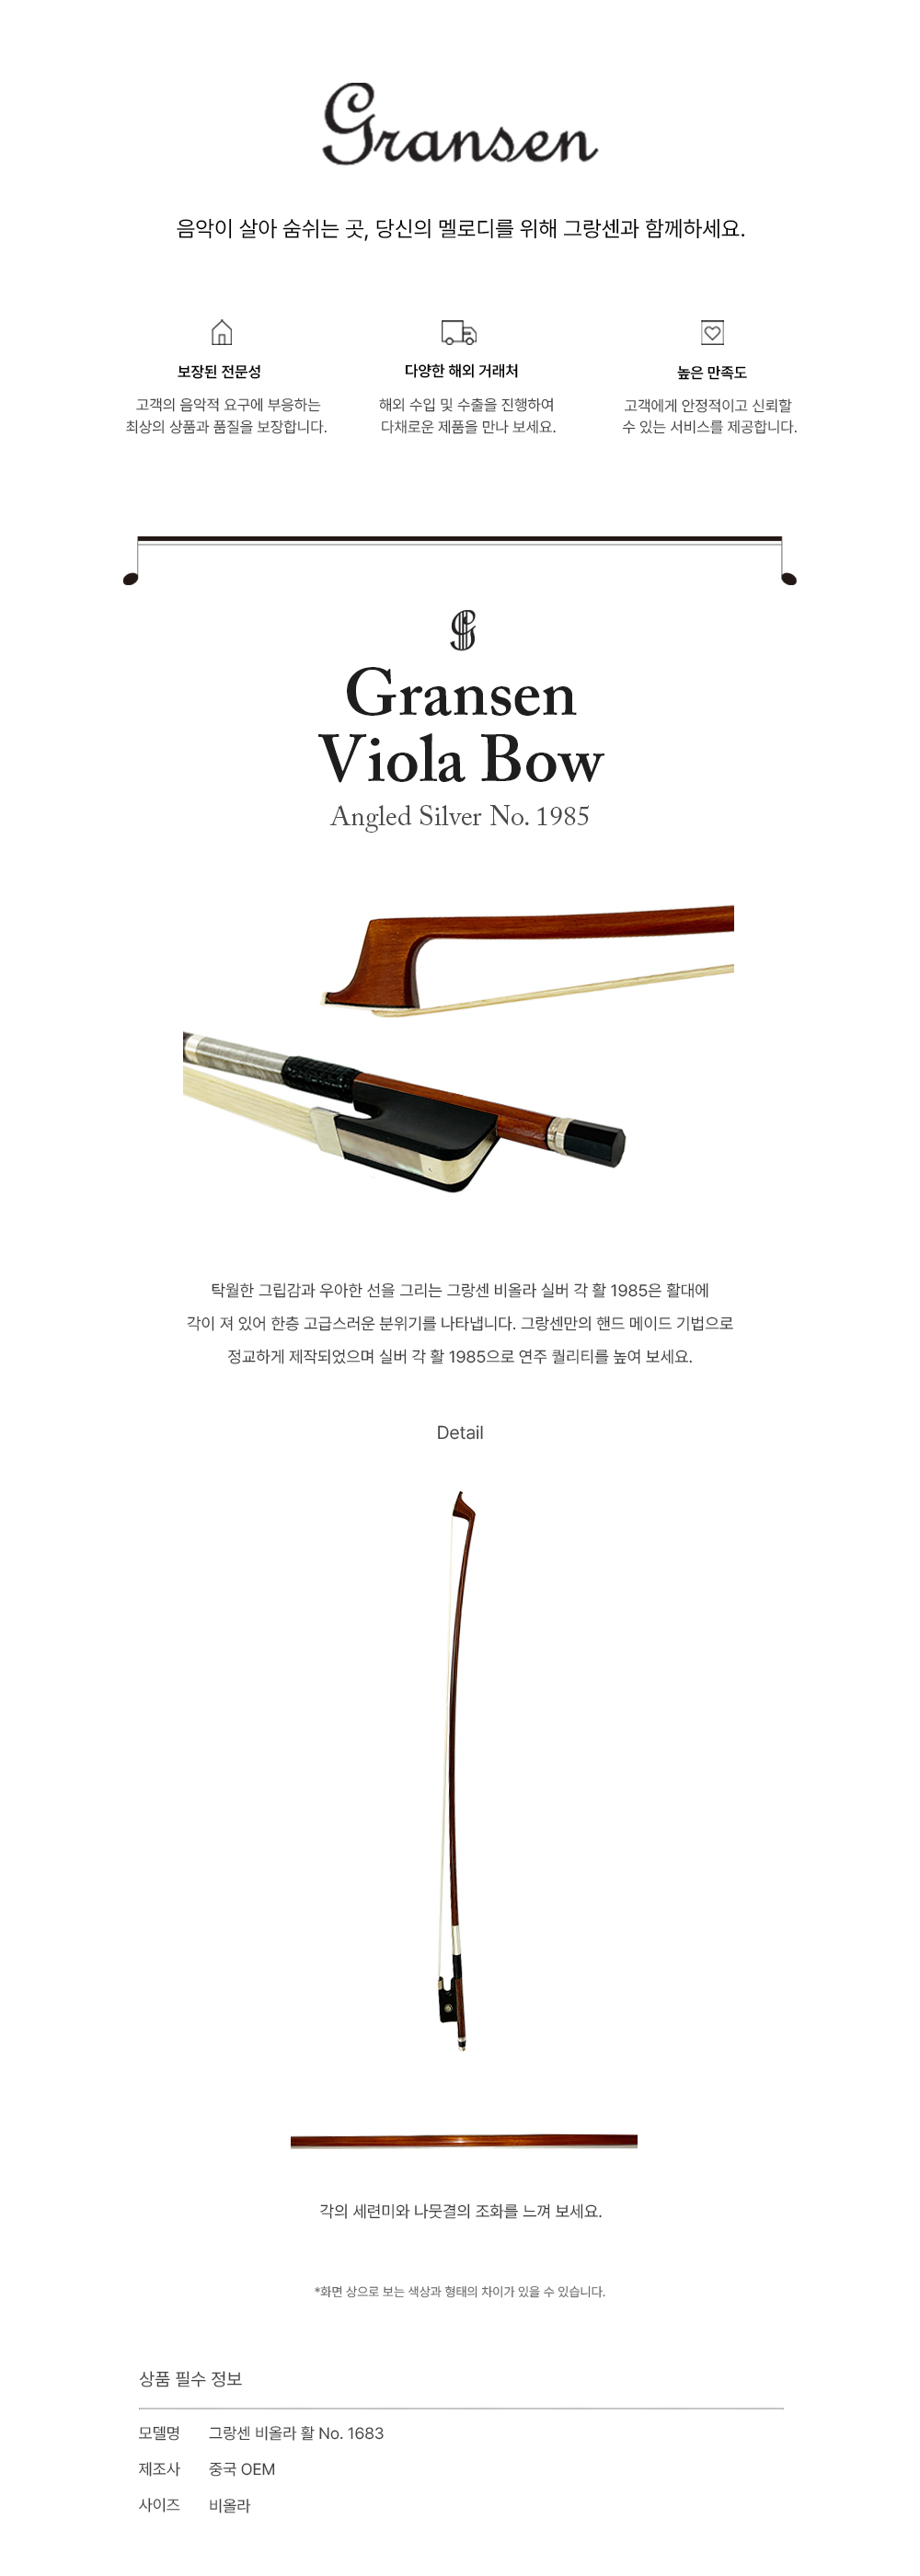 Gransen
음악이 살아 숨쉬는 곳, 당신의 멜로디를 위해 그랑센과 함께하세요.
보장된 전문성
고객의 음악적 요구에 부응하는
최상의 상품과 품질을 보장합니다.
다양한 해외 거래처
해외 수입 및 수출을 진행하여
다채로운 제품을 만나 보세요.
높은 만족도
고객에게 안정적이고 신뢰할
수 있는 서비스를 제공합니다.
Gransen
Viola Bow
Angled Silver No. 1985
탁월한 그립감과 우아한 선을 그리는 그랑센 비올라 실버 각 활 1985은 활대에
각이 져 있어 한층 고급스러운 분위기를 나타냅니다. 그랑센만의 핸드 메이드 기법으로
정교하게 제작되었으며 실버 각 활 1985으로 연주 퀄리티를 높여 보세요.
Detail
각의 세련미와 나뭇결의 조화를 느껴 보세요.
*화면 상으로 보는 색상과 형태의 차이가 있을 수 있습니다.
상품 필수 정보
모델명 그랑센 비올라 활 No. 1683
제조사 중국 OEM
사이즈 비올라